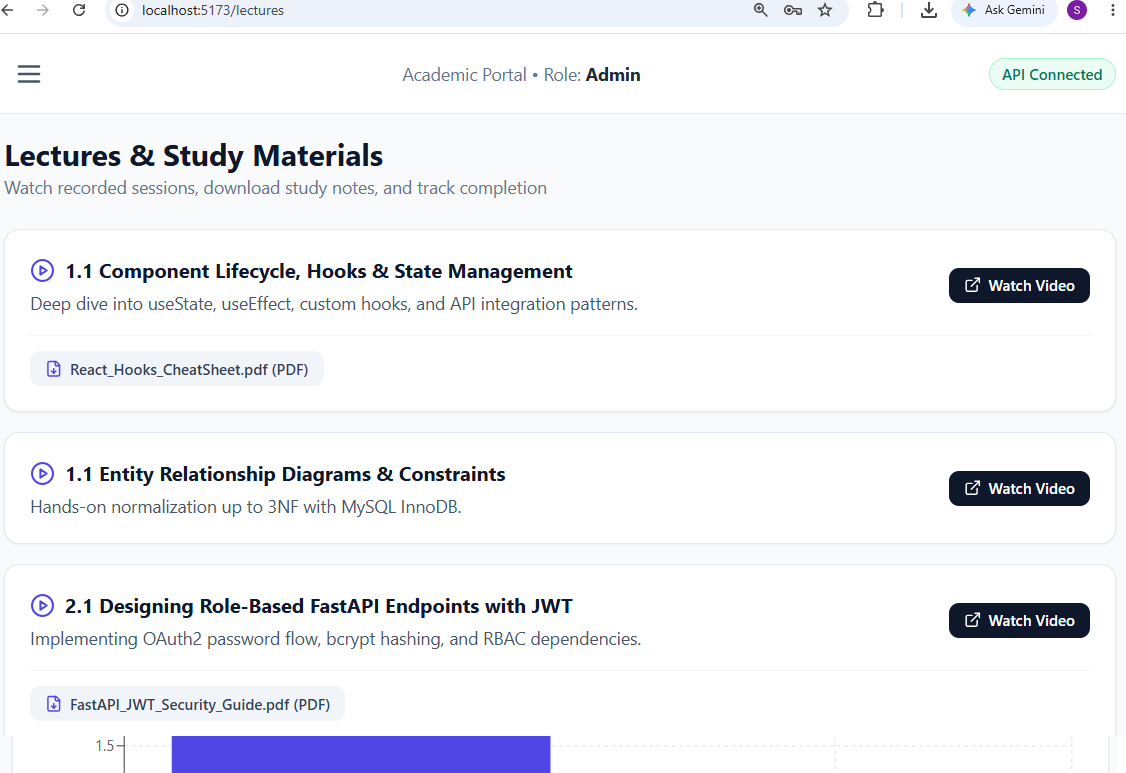 localhost:5173/lectures
Ask Gemini
S
Academic Portal • Role: Admin
API Connected
Lectures & Study Materials
Watch recorded sessions, download study notes, and track completion
1.1 Component Lifecycle, Hooks & State Management
Watch Video
Deep dive into useState, useEffect, custom hooks, and API integration patterns.
React_Hooks_CheatSheet.pdf (PDF)
1.1 Entity Relationship Diagrams & Constraints
Watch Video
Hands-on normalization up to 3NF with MySQL InnoDB.
2.1 Designing Role-Based FastAPI Endpoints with JWT
Watch Video
Implementing OAuth2 password flow, bcrypt hashing, and RBAC dependencies.
FastAPI_JWT_Security_Guide.pdf (PDF)
1.5